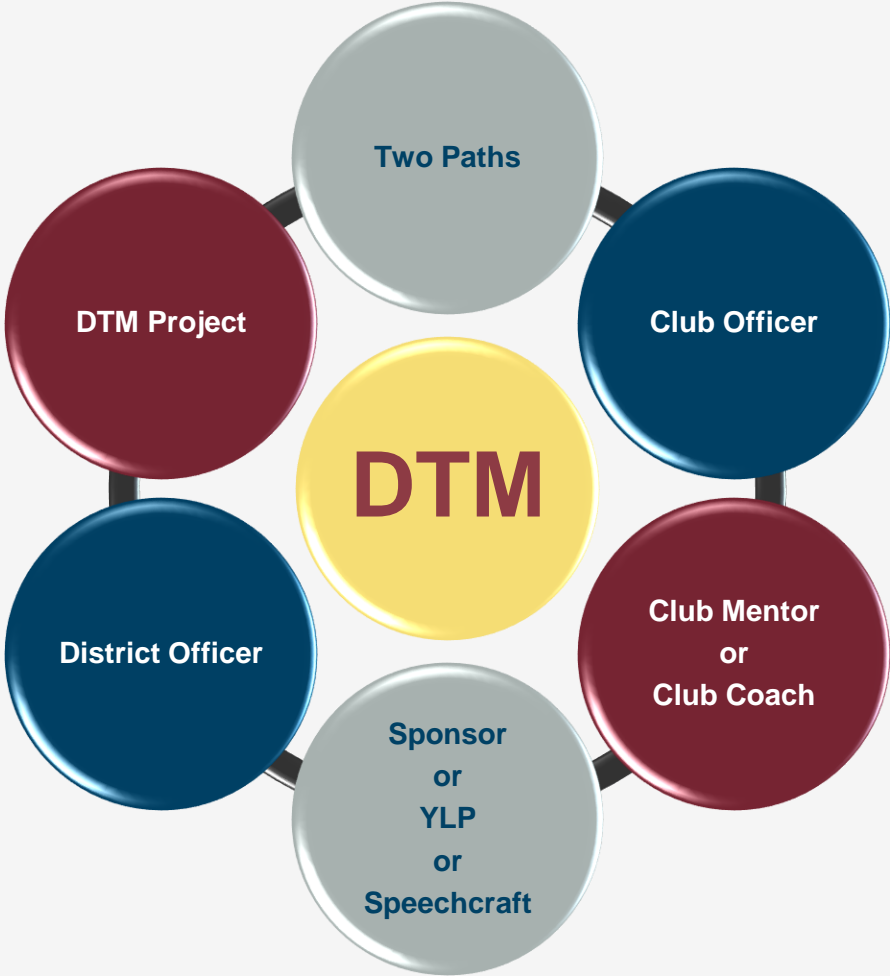 Two Paths
DTM Project
Club Officer
DTM
Club Mentor
or
Club Coach
District Officer
Sponsor
or
YLP
or
Speechcraft